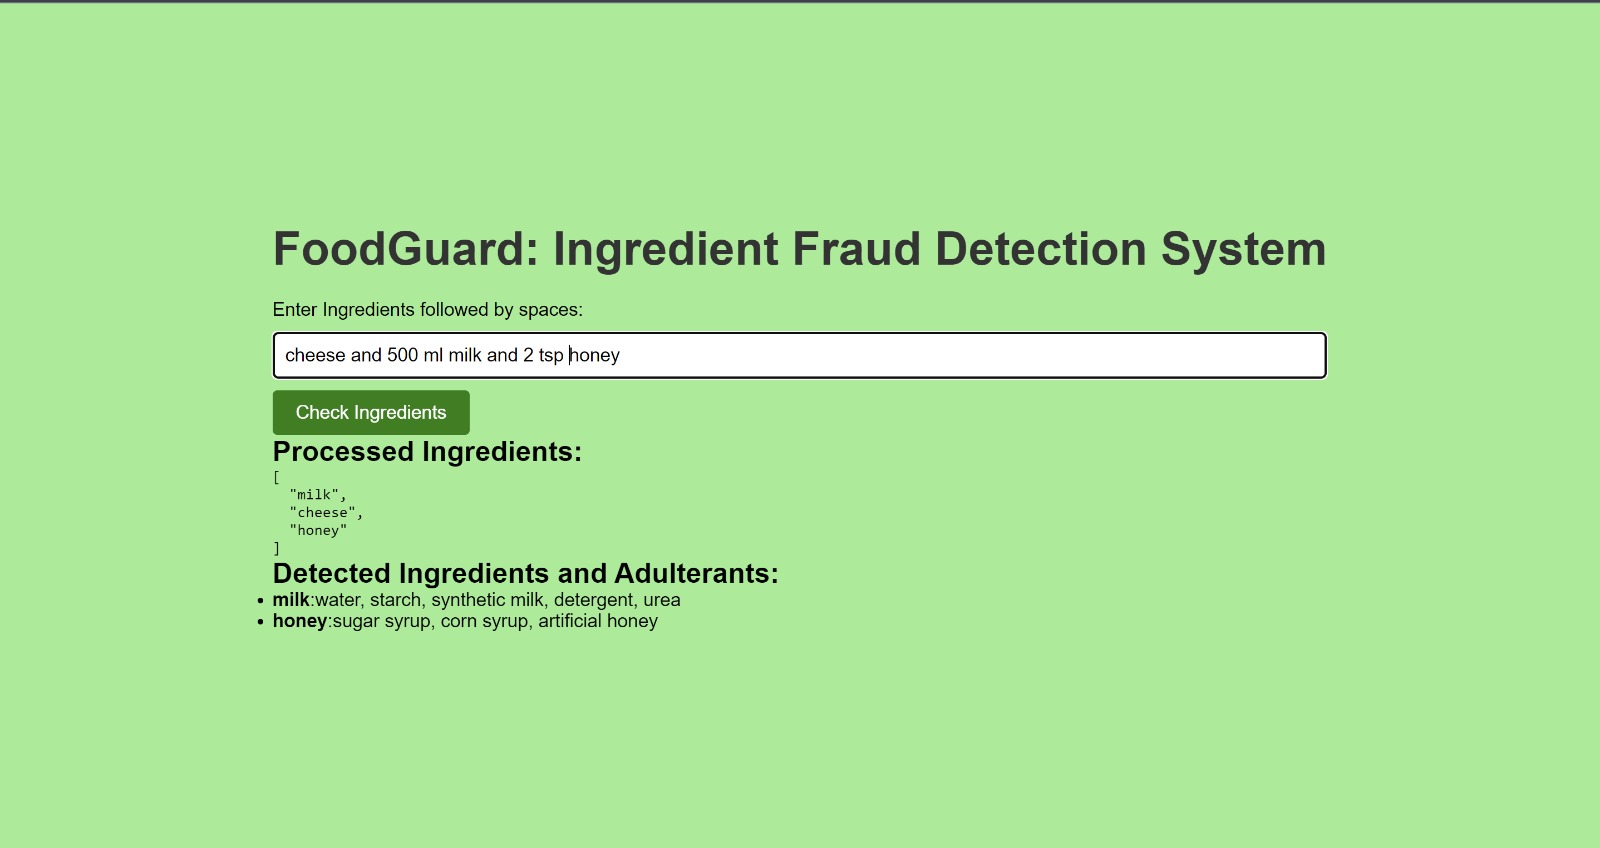 FoodGuard: Ingredient Fraud Detection System
Enter Ingredients followed by spaces:
cheese and 500 ml milk and 2 tsp honey
Check Ingredients
Processed Ingredients:
[
  "milk",
  "cheese",
  "honey"
]
Detected Ingredients and Adulterants:
• milk:water, starch, synthetic milk, detergent, urea
• honey:sugar syrup, corn syrup, artificial honey